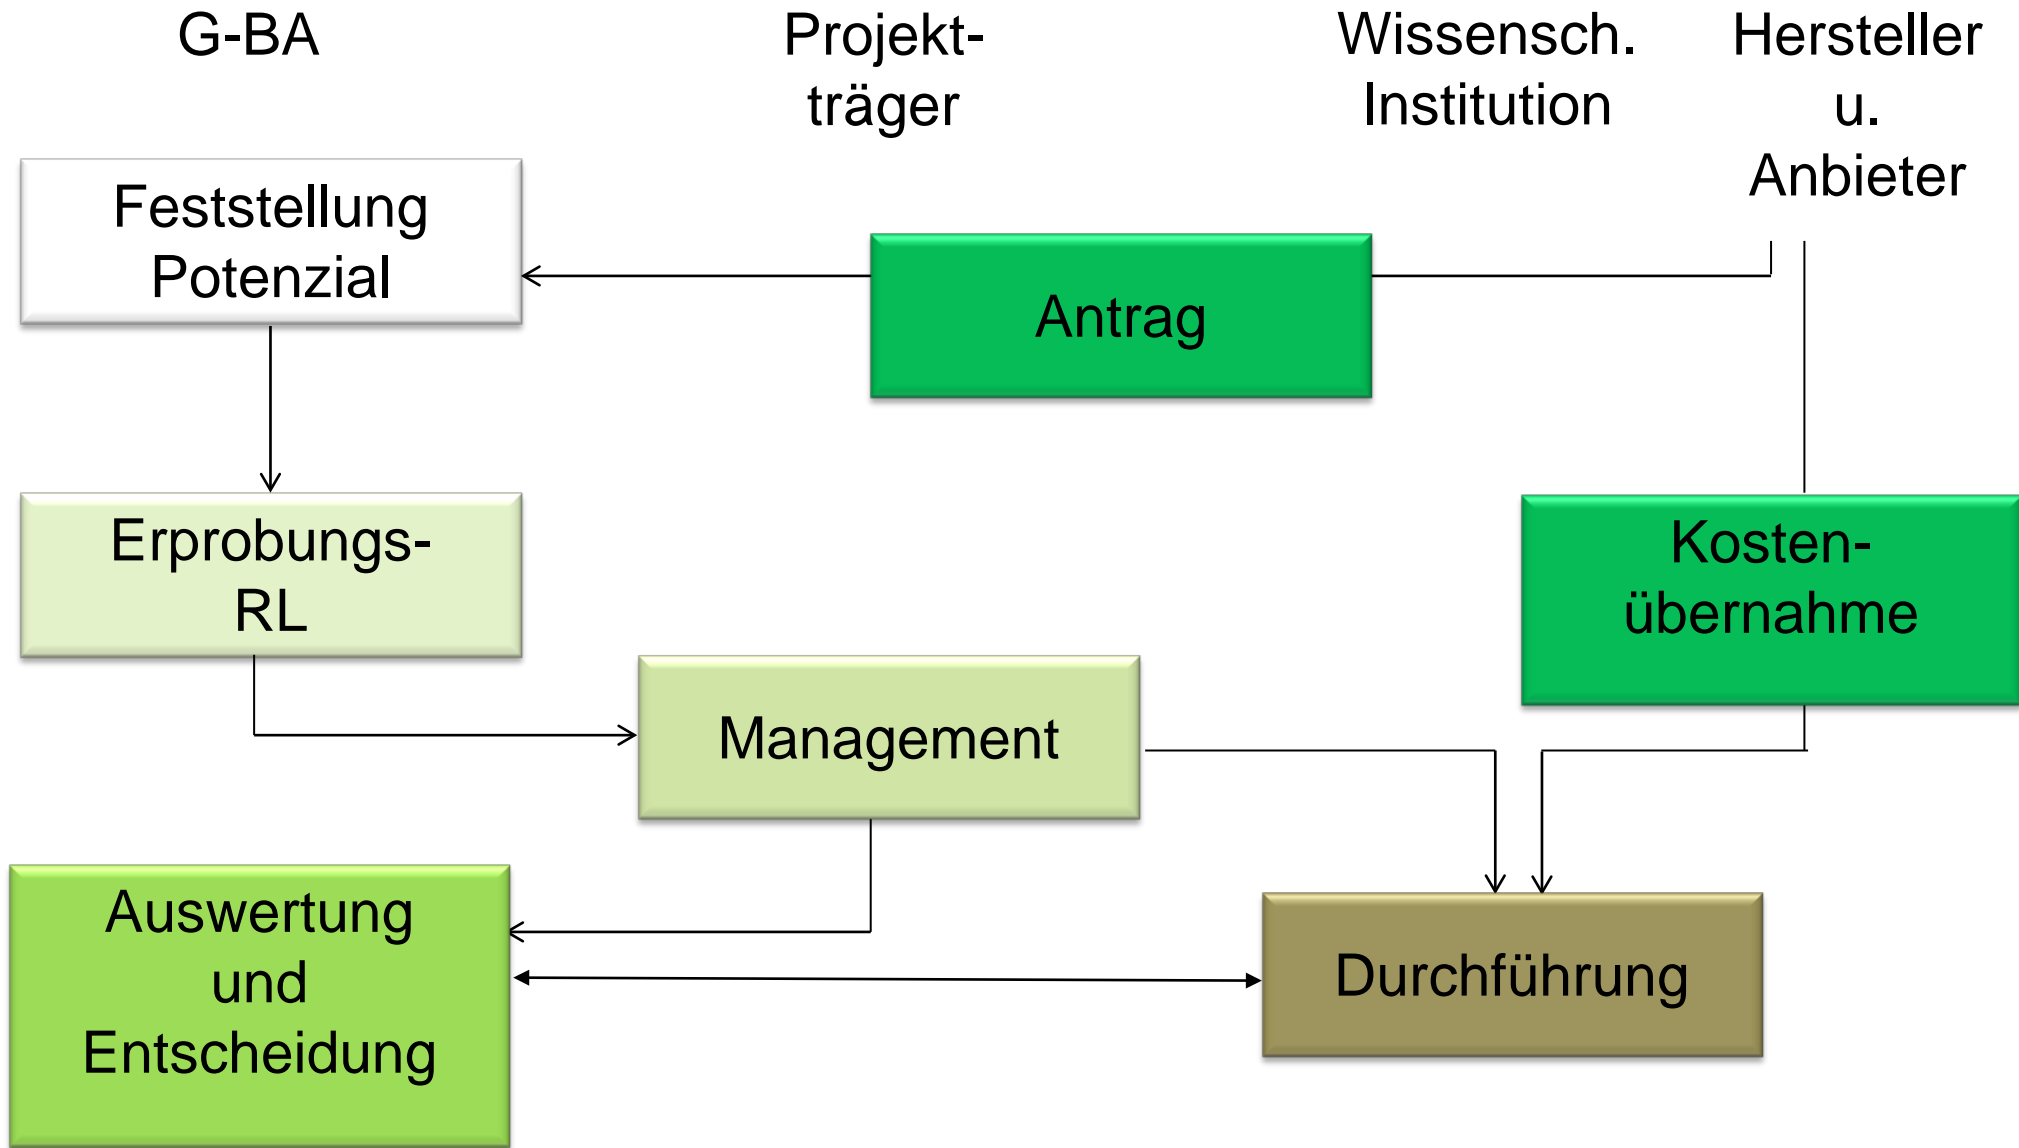 G-BA
Projekt-
träger
Wissensch.
Institution
Hersteller
u.
Anbieter
Feststellung
Potenzial
Antrag
Erprobungs-
RL
Kosten-
übernahme
Management
Auswertung
und
Entscheidung
Durchführung